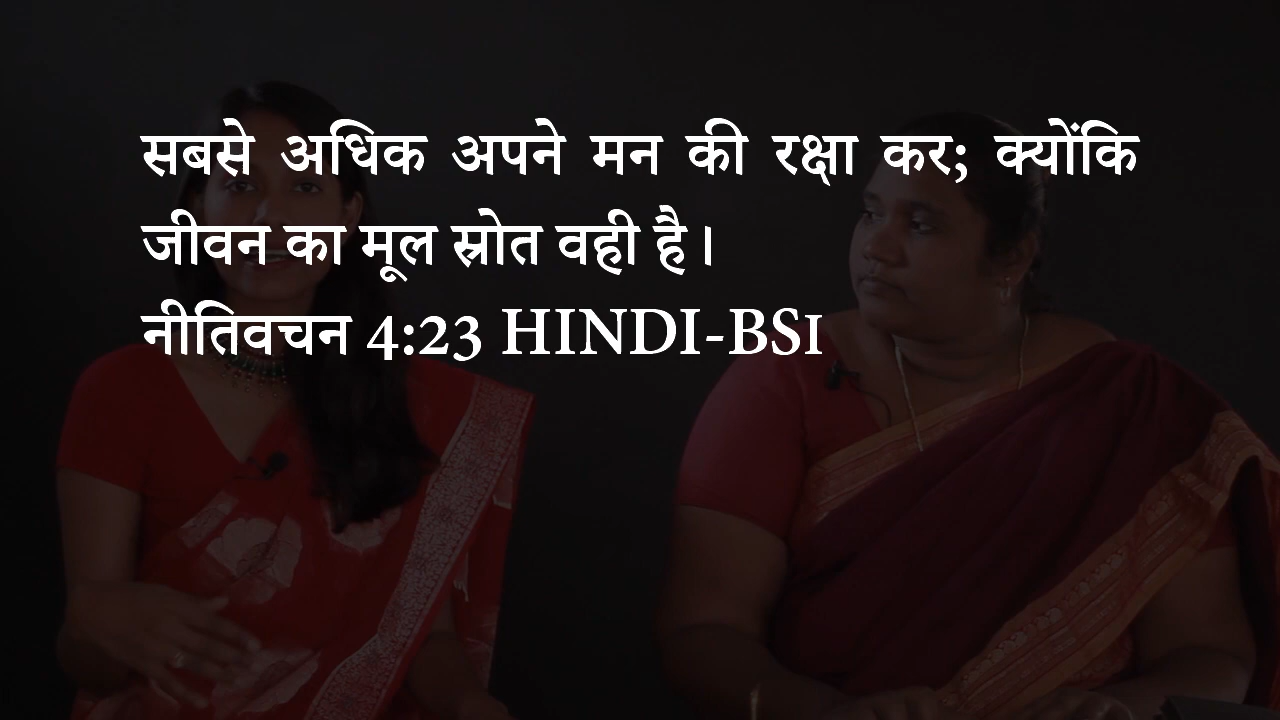 सबसे अधिक अपने मन की रक्षा कर; क्योंकि
जीवन का मूल स्रोत वही है।
नीतिवचन 4:23 HINDI-BSI